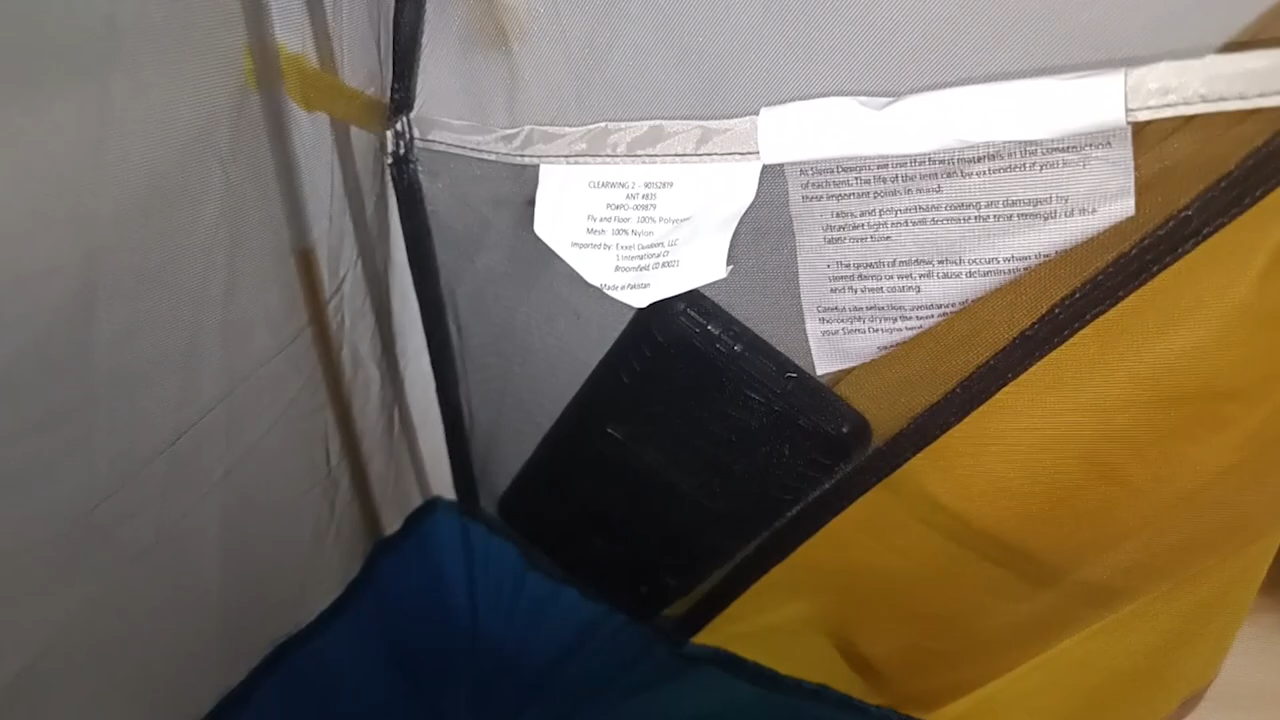 CLEARWING 2 - 90152819
ANT #835
PO#PO-009879
Fly and Floor: 100%
Mesh: 100% Nylon
Imported by: Exxel Outdoors, LLC
1 International Ct
Broomfield, CO 80021
Made in Pakistan
At Sierra Designs, we use the finest materials in the construction
of each tent. The life of the tent can be extended if you keep
these important points in mind:
• Fabric and polyurethane coating are damaged by
ultraviolet light and will decrease the tear strength of the
fabric over time.
• The growth of mildew, which occurs when the
stored damp or wet, will cause delamination
and fly sheet coating.
Careful site selection, avoidance of
thoroughly drying the tent
your Sierra Designs tent